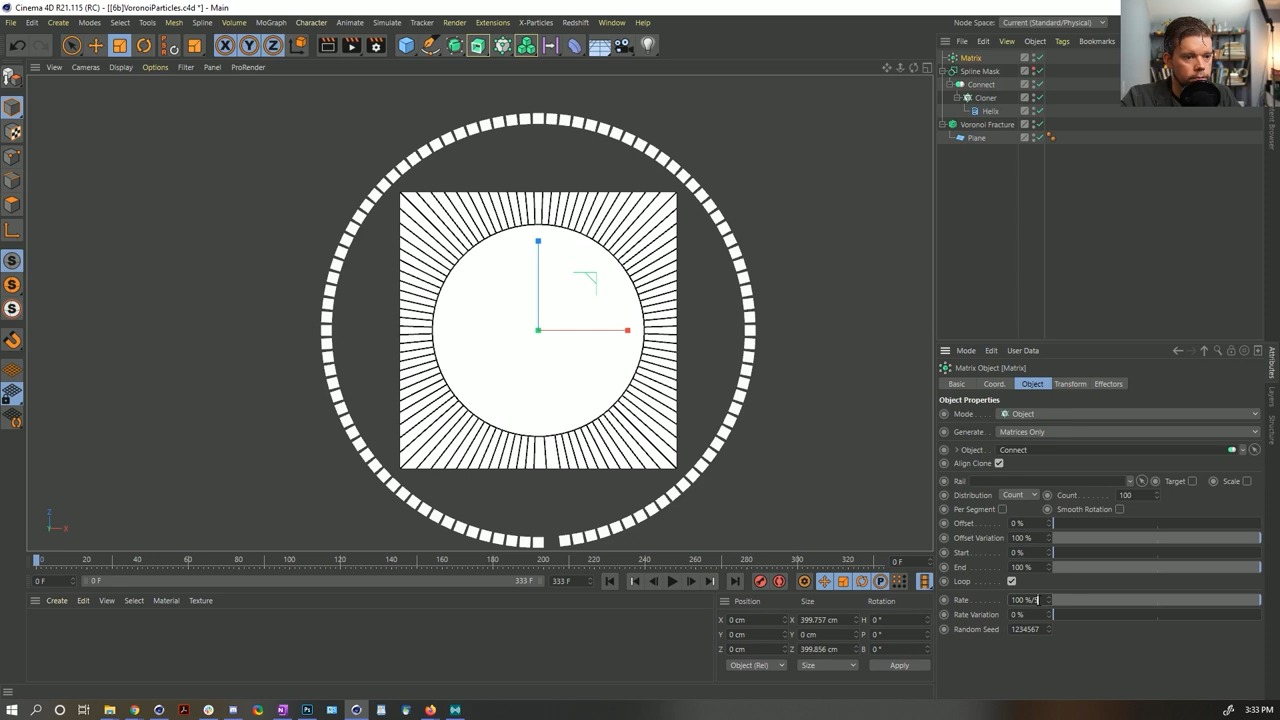 Cinema 4D R21.115 (RC) - [[6b]VoronoiParticles.c4d *] - Main
File Edit Create Modes Select Tools Mesh Spline Volume MoGraph Character Animate Simulate Tracker Render Extensions X-Particles Redshift Window Help
Node Space: Current (Standard/Physical)
File Edit View Object Tags Bookmarks
View Cameras Display Options Filter Panel ProRender
Matrix
Spline Mask
Connect
Cloner
Helix
Voronoi Fracture
Plane
Content Browser
Mode Edit User Data
Matrix Object [Matrix]
Basic Coord. Object Transform Effectors
Object Properties
Mode Object
Generate Matrices Only
Object Connect
Align Clone
Rail Target Scale
Distribution Count Count 100
Per Segment Smooth Rotation
Offset 0 %
Offset Variation 100 %
Start 0 %
End 100 %
Loop
Rate 100 %/5
Rate Variation 0 %
Random Seed 1234567
Attributes
Layers
Structure
Z
X
0 20 40 60 80 100 120 140 160 180 200 220 240 260 280 300 320 0 F
0 F 0 F 333 F 333 F
Create Edit View Select Material Texture
Position Size Rotation
X 0 cm X 399.757 cm H 0 °
Y 0 cm Y 0 cm P 0 °
Z 0 cm Z 399.856 cm B 0 °
Object (Rel) Size Apply
3:33 PM